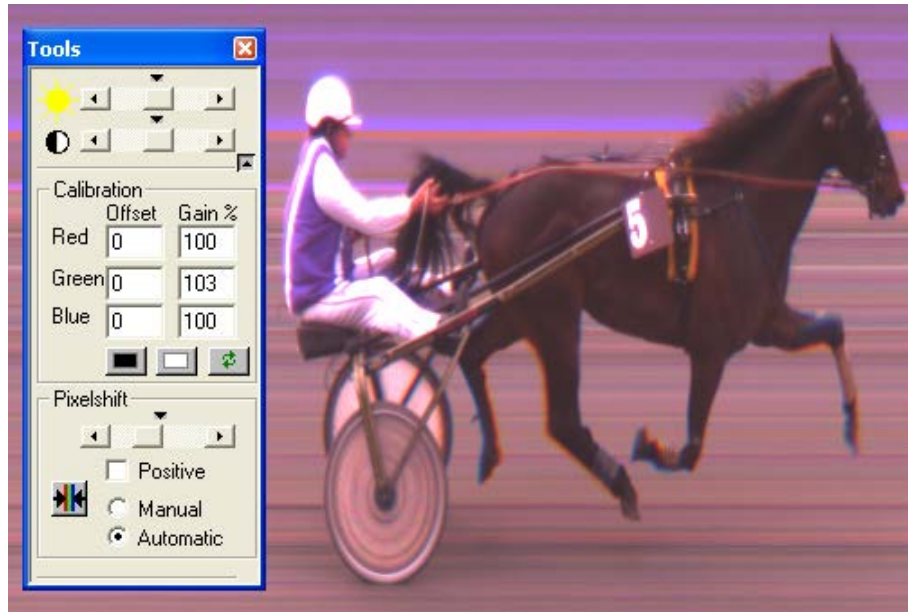 Tools
Calibration
Offset Gain %
Red 0 100
Green 0 103
Blue 0 100
Pixelshift
Positive
Manual
Automatic
5